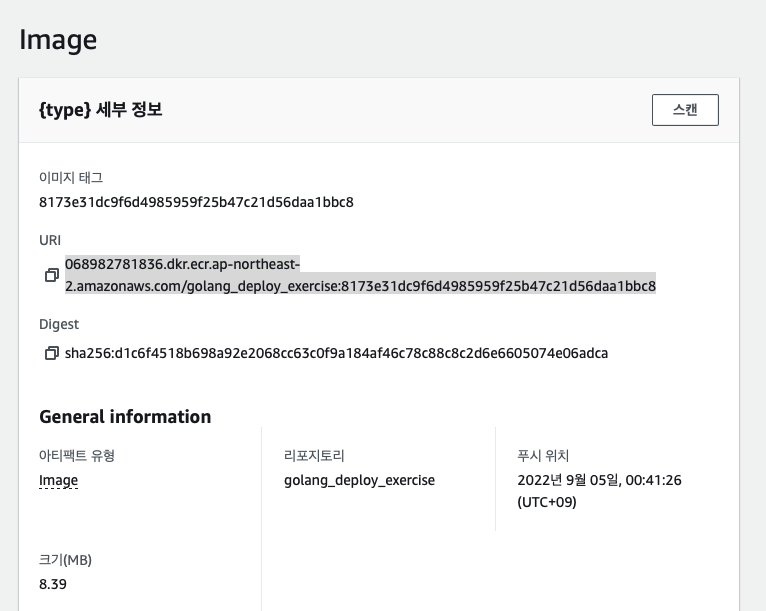 Image
{type} 세부 정보
스캔
이미지 태그
8173e31dc9f6d4985959f25b47c21d56daa1bbc8
URI
068982781836.dkr.ecr.ap-northeast-
2.amazonaws.com/golang_deploy_exercise:8173e31dc9f6d4985959f25b47c21d56daa1bbc8
Digest
sha256:d1c6f4518b698a92e2068cc63c0f9a184af46c78c88c8c2d6e6605074e06adca
General information
아티팩트 유형
Image
리포지토리
golang_deploy_exercise
푸시 위치
2022년 9월 05일, 00:41:26
(UTC+09)
크기(MB)
8.39